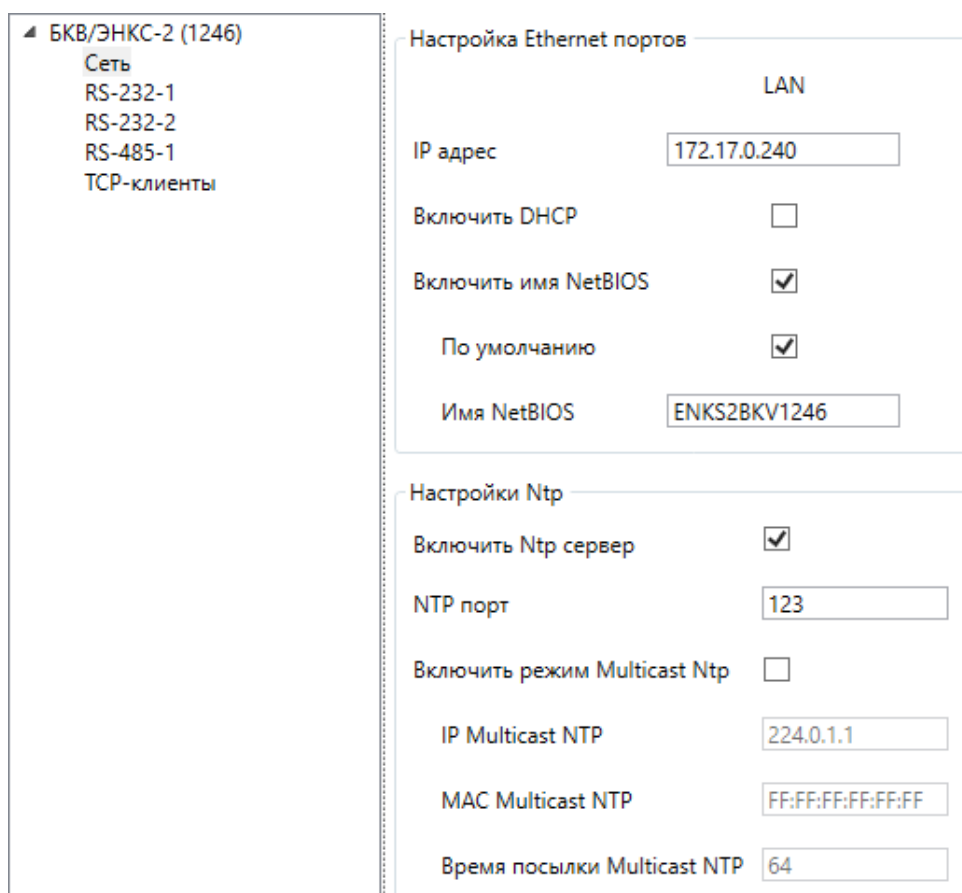 БКВ/ЭНКС-2 (1246)
Сеть
RS-232-1
RS-232-2
RS-485-1
TCP-клиенты
Настройка Ethernet портов
LAN
IP адрес 172.17.0.240
Включить DHCP
Включить имя NetBIOS
По умолчанию
Имя NetBIOS ENKS2BKV1246
Настройки Ntp
Включить Ntp сервер
NTP порт 123
Включить режим Multicast Ntp
IP Multicast NTP 224.0.1.1
MAC Multicast NTP FF:FF:FF:FF:FF:FF
Время посылки Multicast NTP 64